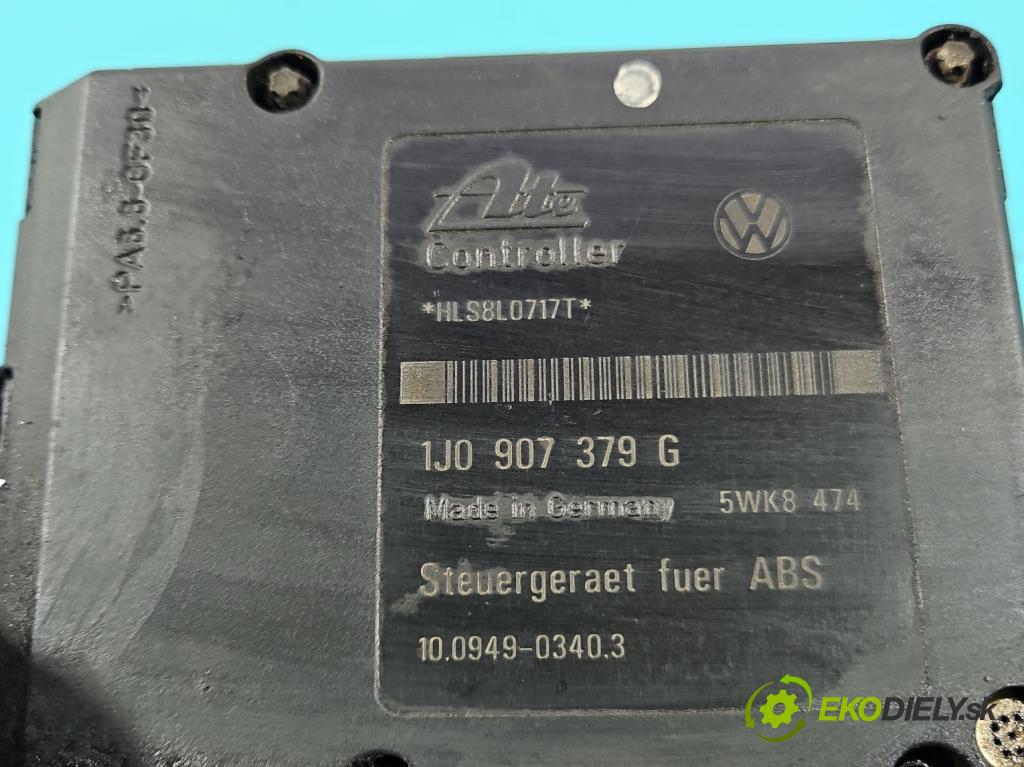 >PA6.6-GF30<
Ate
Controller
*HLS8L0717T*
1J0 907 379 G
Made in Germany 5WK8 474
Steuergeraet fuer ABS
10.0949-0340.3
EKODIELY.sk